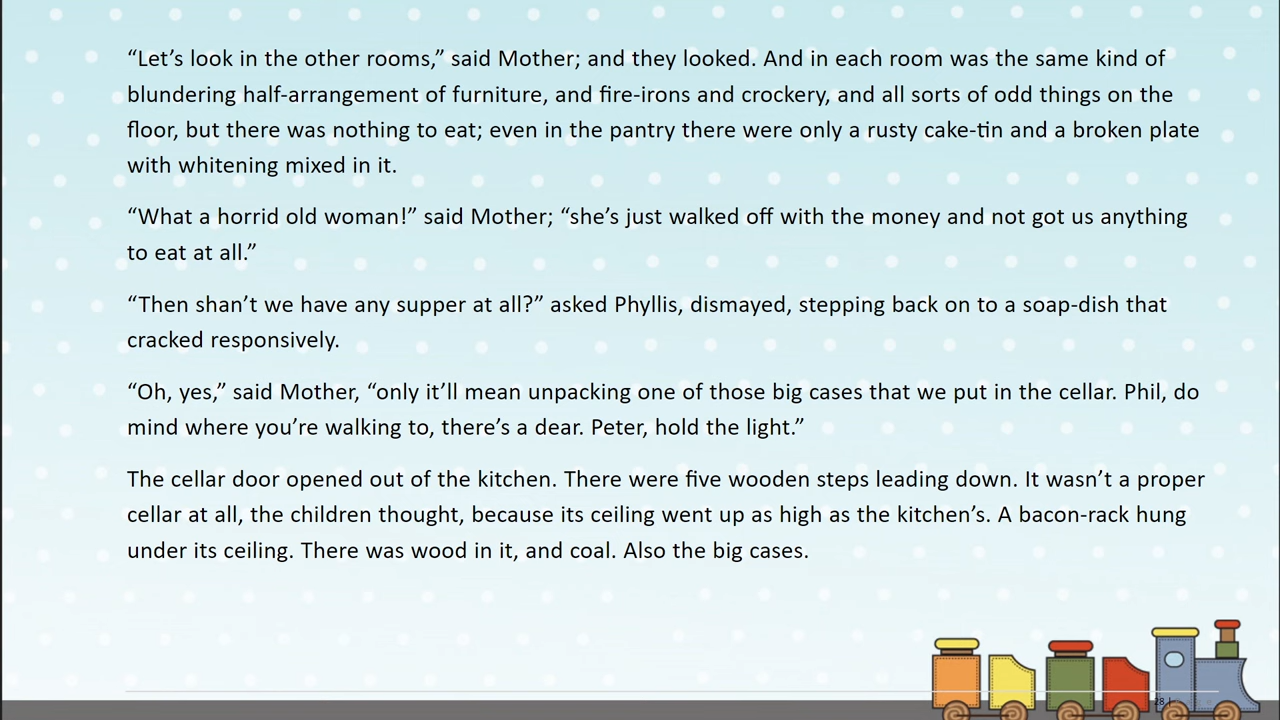 “Let’s look in the other rooms,” said Mother; and they looked. And in each room was the same kind of
blundering half-arrangement of furniture, and fire-irons and crockery, and all sorts of odd things on the
floor, but there was nothing to eat; even in the pantry there were only a rusty cake-tin and a broken plate
with whitening mixed in it.
“What a horrid old woman!” said Mother; “she’s just walked off with the money and not got us anything
to eat at all.”
“Then shan’t we have any supper at all?” asked Phyllis, dismayed, stepping back on to a soap-dish that
cracked responsively.
“Oh, yes,” said Mother, “only it’ll mean unpacking one of those big cases that we put in the cellar. Phil, do
mind where you’re walking to, there’s a dear. Peter, hold the light.”
The cellar door opened out of the kitchen. There were five wooden steps leading down. It wasn’t a proper
cellar at all, the children thought, because its ceiling went up as high as the kitchen’s. A bacon-rack hung
under its ceiling. There was wood in it, and coal. Also the big cases.
28 |